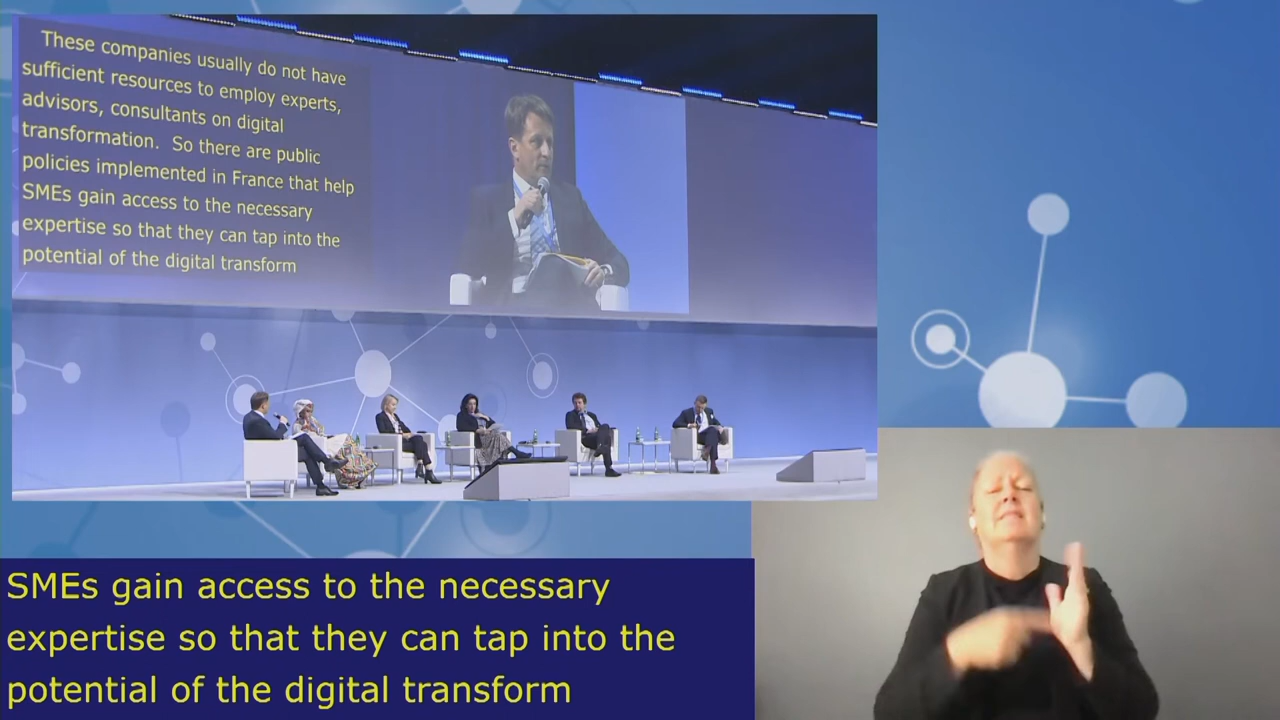 These companies usually do not have
sufficient resources to employ experts,
advisors, consultants on digital
transformation.  So there are public
policies implemented in France that help
SMEs gain access to the necessary
expertise so that they can tap into the
potential of the digital transform
SMEs gain access to the necessary
expertise so that they can tap into the
potential of the digital transform